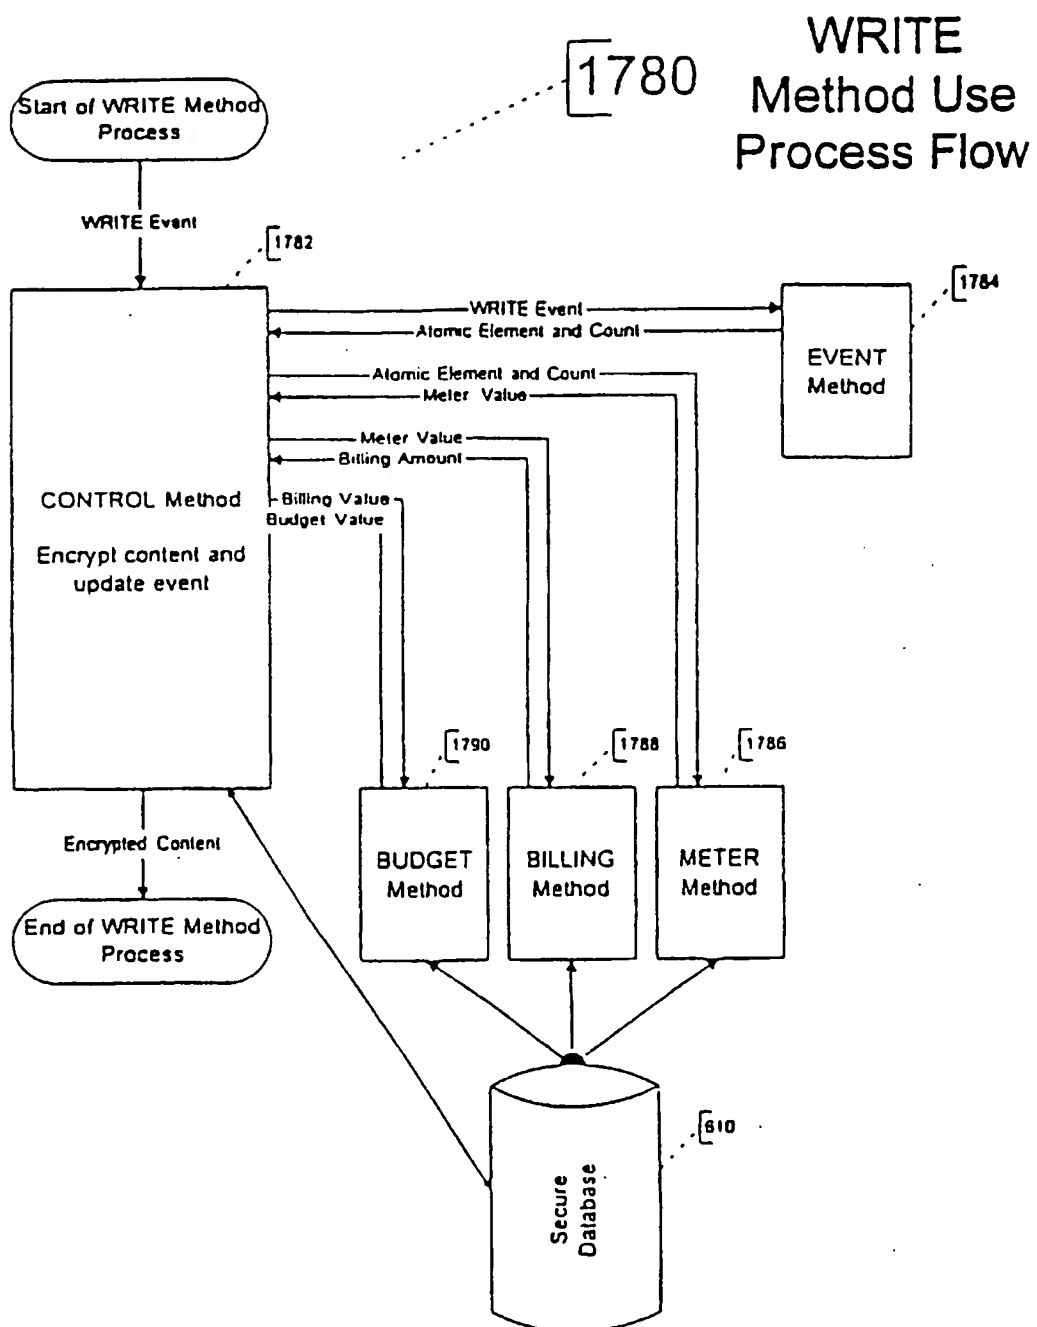 WRITE
Method Use
Process Flow
1780
Start of WRITE Method
Process
WRITE Event
1782
1784
WRITE Event
Atomic Element and Count
EVENT
Method
Atomic Element and Count
Meter Value
Meter Value
Billing Amount
CONTROL Method
Encrypt content and
update event
Billing Value
Budget Value
1790
1788
1786
Encrypted Content
BUDGET
Method
BILLING
Method
METER
Method
End of WRITE Method
Process
610
Secure
Database